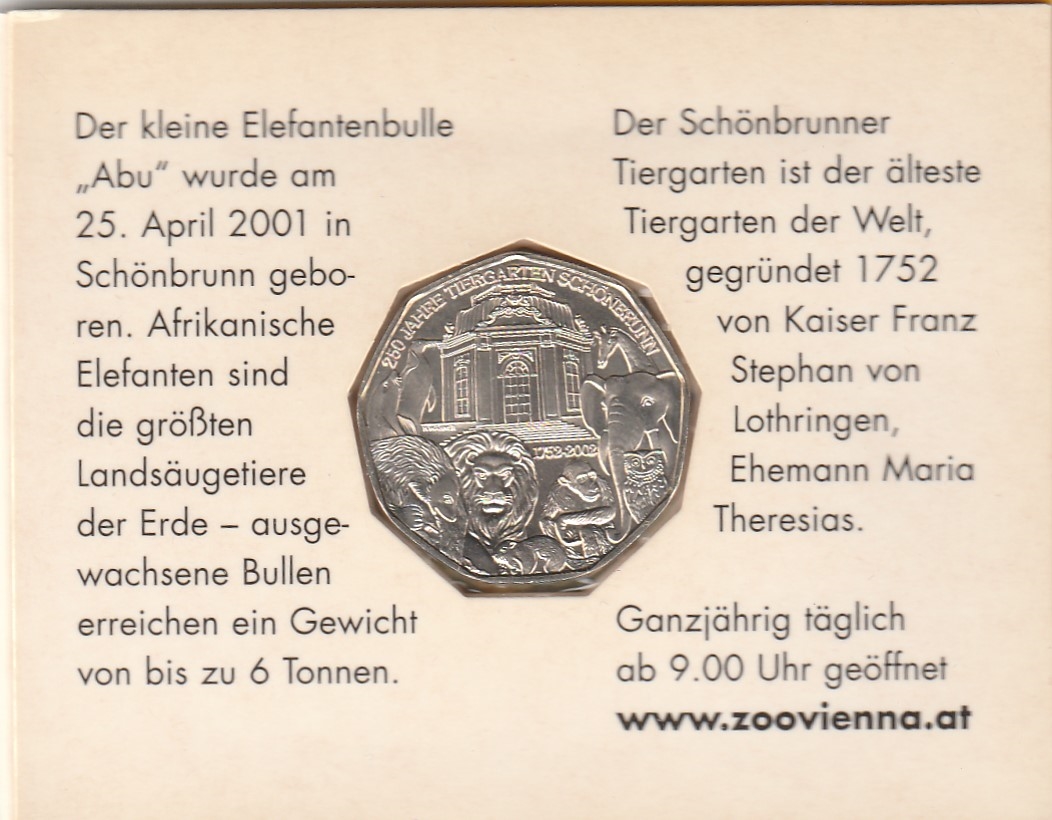 Der kleine Elefantenbulle
„Abu“ wurde am
25. April 2001 in
Schönbrunn gebo-
ren. Afrikanische
Elefanten sind
die größten
Landsäugetiere
der Erde – ausge-
wachsene Bullen
erreichen ein Gewicht
von bis zu 6 Tonnen.
250 JAHRE TIERGARTEN SCHÖNBRUNN
1752-2002
Der Schönbrunner
Tiergarten ist der älteste
Tiergarten der Welt,
gegründet 1752
von Kaiser Franz
Stephan von
Lothringen,
Ehemann Maria
Theresias.
Ganzjährig täglich
ab 9.00 Uhr geöffnet
www.zoovienna.at